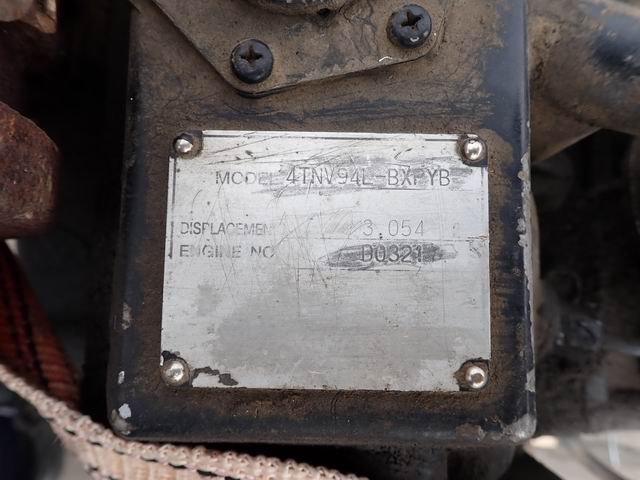 MODEL 4TNV94L-BXPYB
DISPLACEMENT 3.054 l
ENGINE NO. D0321